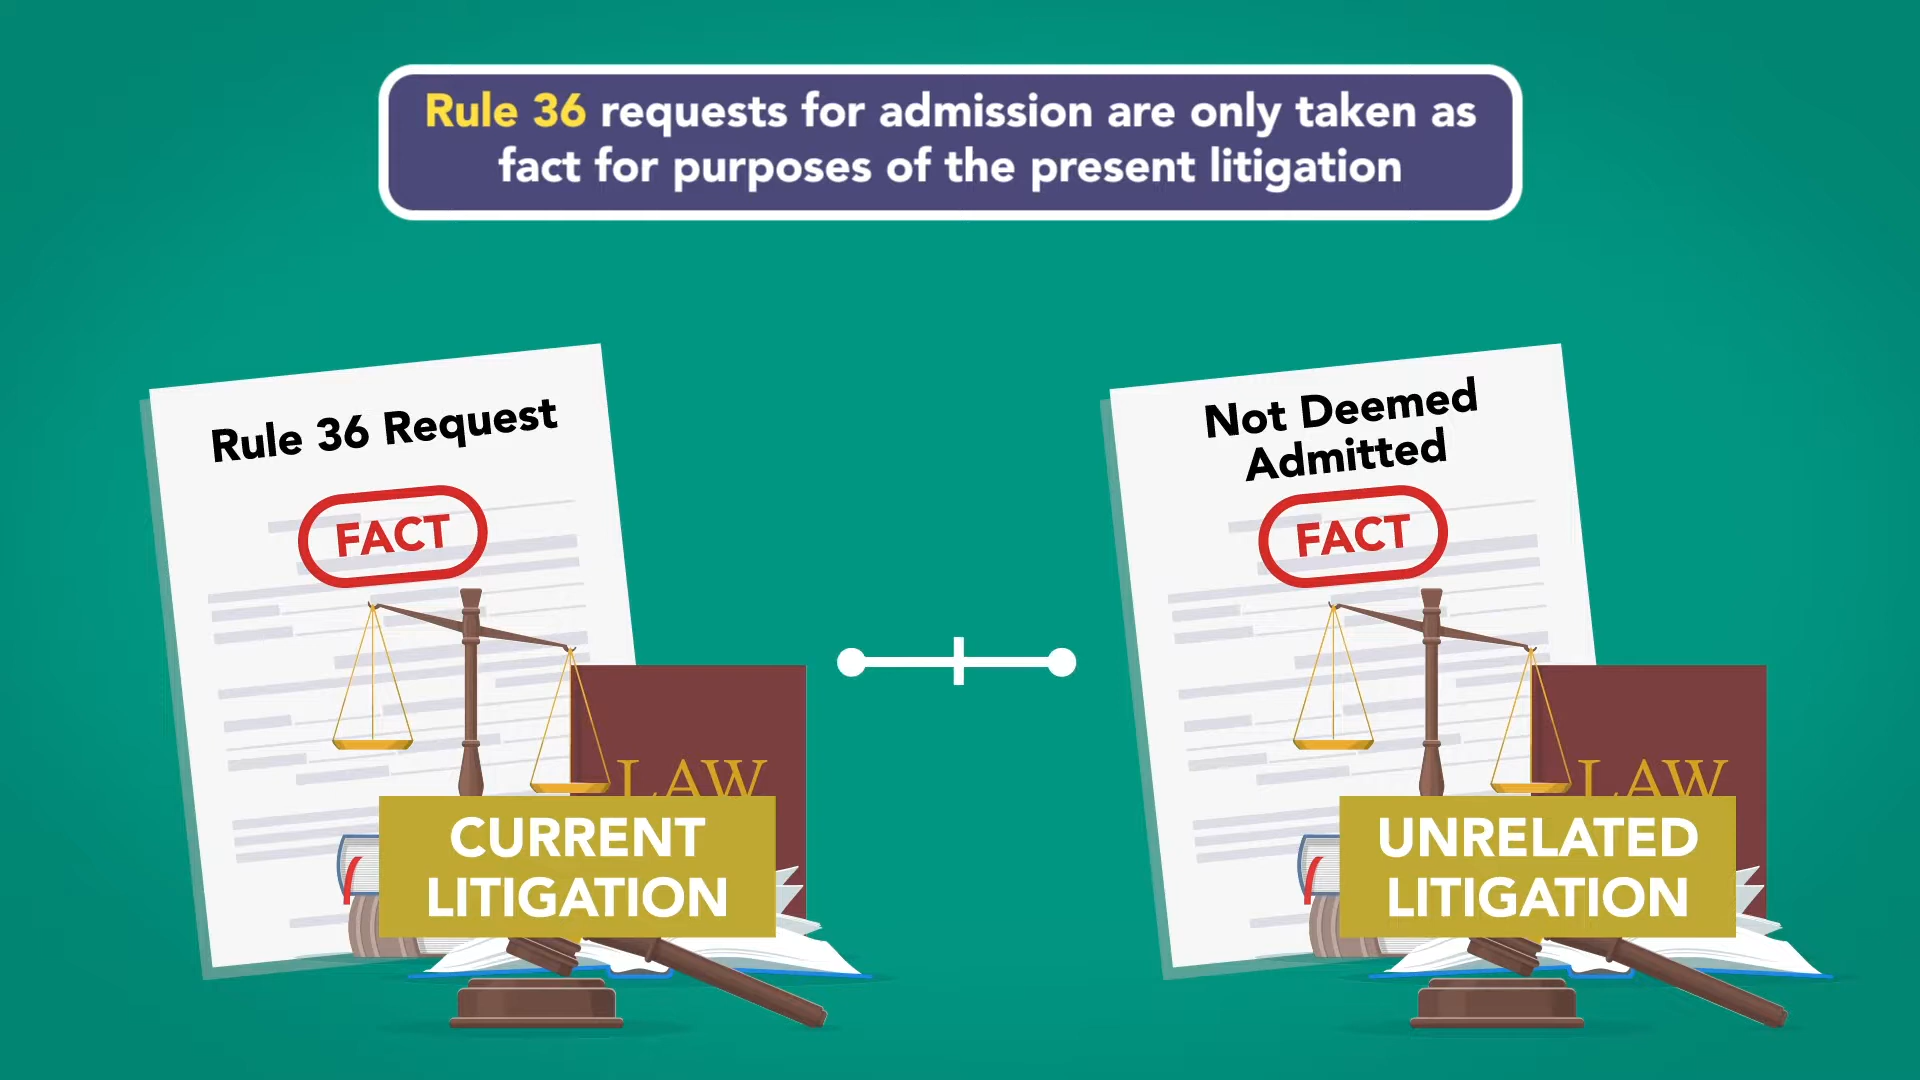 Rule 36 requests for admission are only taken as
fact for purposes of the present litigation
Rule 36 Request
FACT
LAW
CURRENT
LITIGATION
Not Deemed
Admitted
FACT
LAW
UNRELATED
LITIGATION